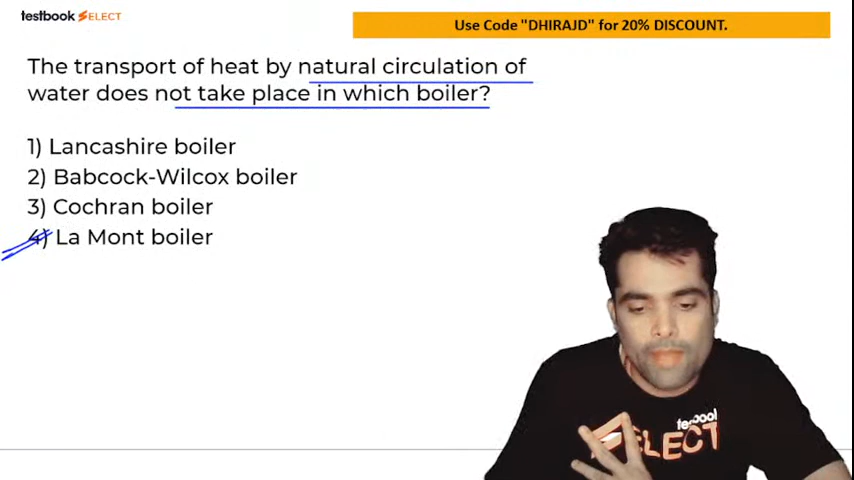 testbook SELECT
Use Code "DHIRAJD" for 20% DISCOUNT.
The transport of heat by natural circulation of
water does not take place in which boiler?
1) Lancashire boiler
2) Babcock-Wilcox boiler
3) Cochran boiler
4) La Mont boiler
testbook
SELECT